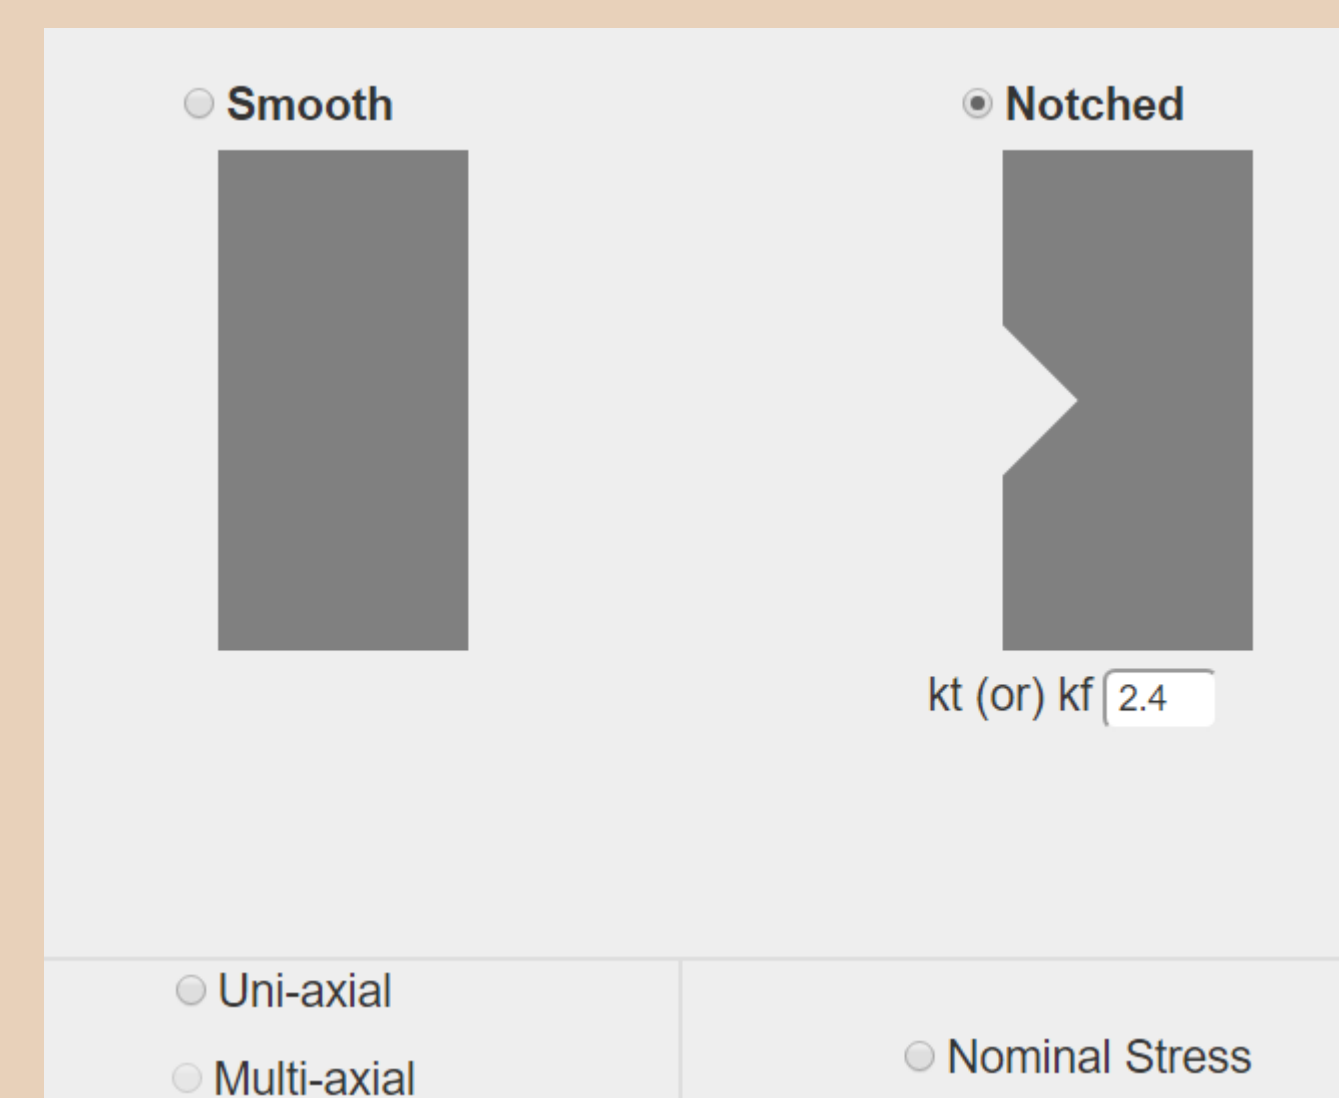 Smooth
Notched
kt (or) kf 2.4
Uni-axial
Nominal Stress
Multi-axial